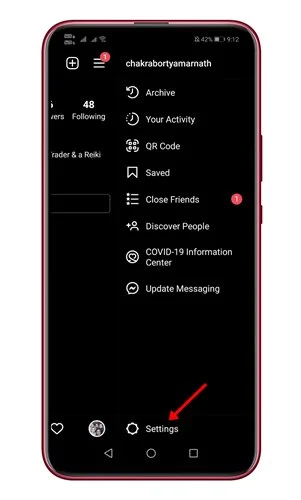 42% 9:12
1
chakrabortyamarnath
48
vers Following
rader & a Reiki
Archive
Your Activity
QR Code
Saved
Close Friends 1
Discover People
COVID-19 Information
Center
Update Messaging
Settings